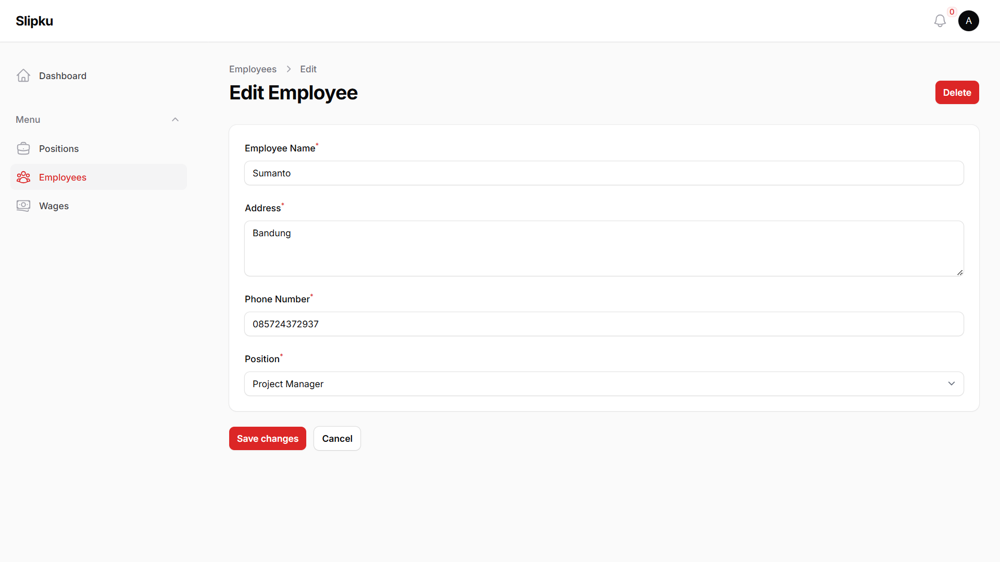 Slipku
0
A
Dashboard
Menu
Positions
Employees
Wages
Employees > Edit
Edit Employee
Delete
Employee Name*
Sumanto
Address*
Bandung
Phone Number*
085724372937
Position*
Project Manager
Save changes
Cancel